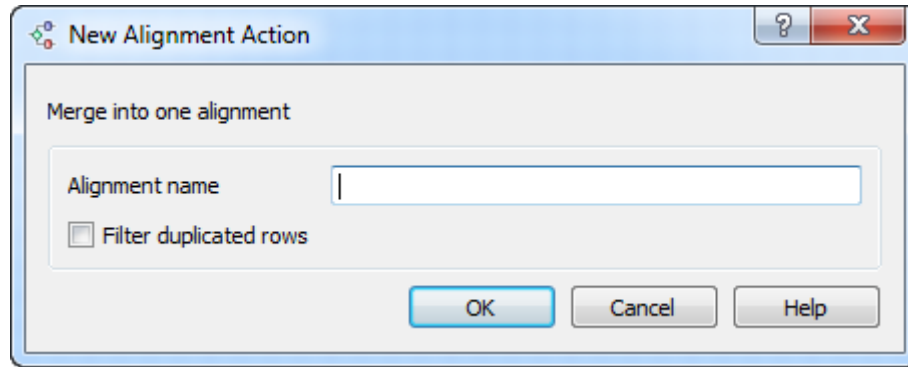 New Alignment Action
?
X
Merge into one alignment
Alignment name
Filter duplicated rows
OK
Cancel
Help